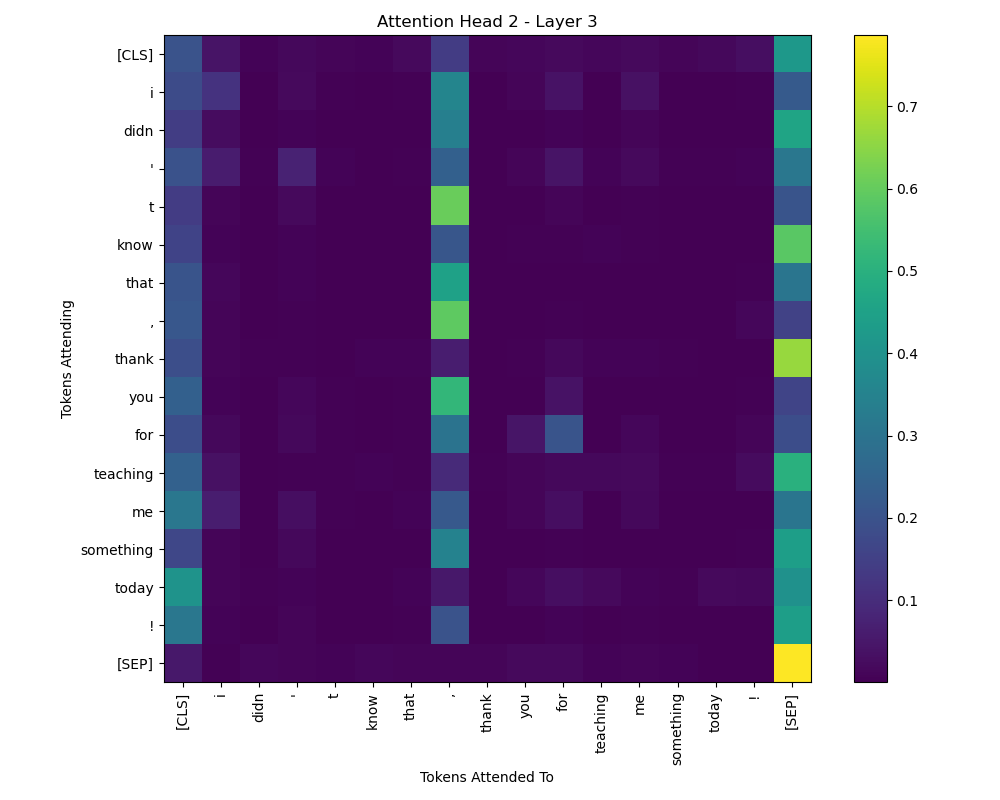 Attention Head 2 - Layer 3
Tokens Attending
[CLS]
i
didn
'
t
know
that
,
thank
you
for
teaching
me
something
today
!
[SEP]
[CLS]
i
didn
'
t
know
that
,
thank
you
for
teaching
me
something
today
!
[SEP]
Tokens Attended To
0.7
0.6
0.5
0.4
0.3
0.2
0.1